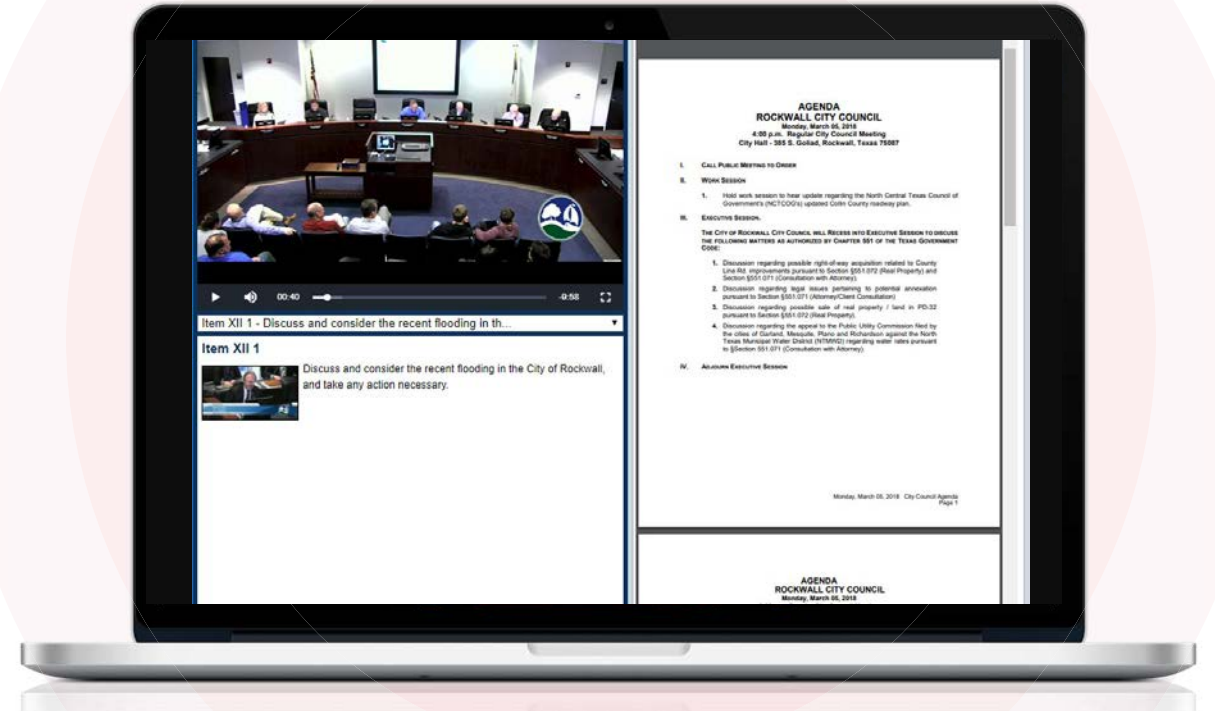 00:40
-9:58
Item XII 1 - Discuss and consider the recent flooding in th...
Item XII 1
Discuss and consider the recent flooding in the City of Rockwall,
and take any action necessary.
AGENDA
ROCKWALL CITY COUNCIL
Monday, March 05, 2018
4:00 p.m. Regular City Council Meeting
City Hall - 385 S. Goliad, Rockwall, Texas 75087
I. CALL PUBLIC MEETING TO ORDER
II. WORK SESSION
1. Hold work session to hear update regarding the North Central Texas Council of
Government's (NCTCOG's) updated Collin County roadway plan.
III. EXECUTIVE SESSION.
THE CITY OF ROCKWALL CITY COUNCIL WILL RECESS INTO EXECUTIVE SESSION TO DISCUSS
THE FOLLOWING MATTERS AS AUTHORIZED BY CHAPTER 551 OF THE TEXAS GOVERNMENT
CODE:
1. Discussion regarding possible right-of-way acquisition related to County
Line Rd. improvements pursuant to Section §551.072 (Real Property) and
Section §551.071 (Consultation with Attorney).
2. Discussion regarding legal issues pertaining to potential annexation
pursuant to Section §551.071 (Attorney/Client Consultation)
3. Discussion regarding possible sale of real property / land in PD-32
pursuant to Section §551.072 (Real Property).
4. Discussion regarding the appeal to the Public Utility Commission filed by
the cities of Garland, Mesquite, Plano and Richardson against the North
Texas Municipal Water District (NTMWD) regarding water rates pursuant
to §Section 551.071 (Consultation with Attorney).
IV. ADJOURN EXECUTIVE SESSION
Monday, March 05, 2018 City Council Agenda
Page 1
AGENDA
ROCKWALL CITY COUNCIL
Monday, March 05, 2018